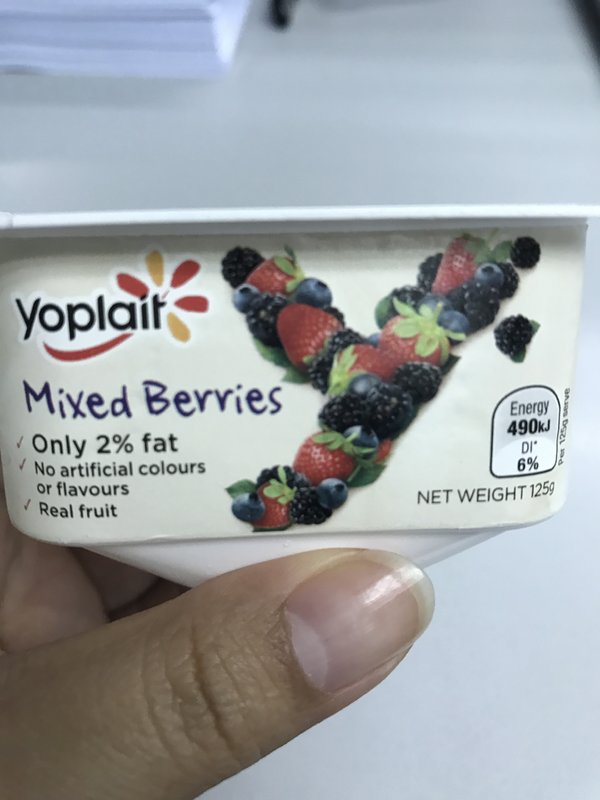 Yoplait
Mixed Berries
✓ Only 2% fat
✓ No artificial colours
or flavours
✓ Real fruit
Energy
490kJ
DI*
6%
Per 125g serve
NET WEIGHT 125g